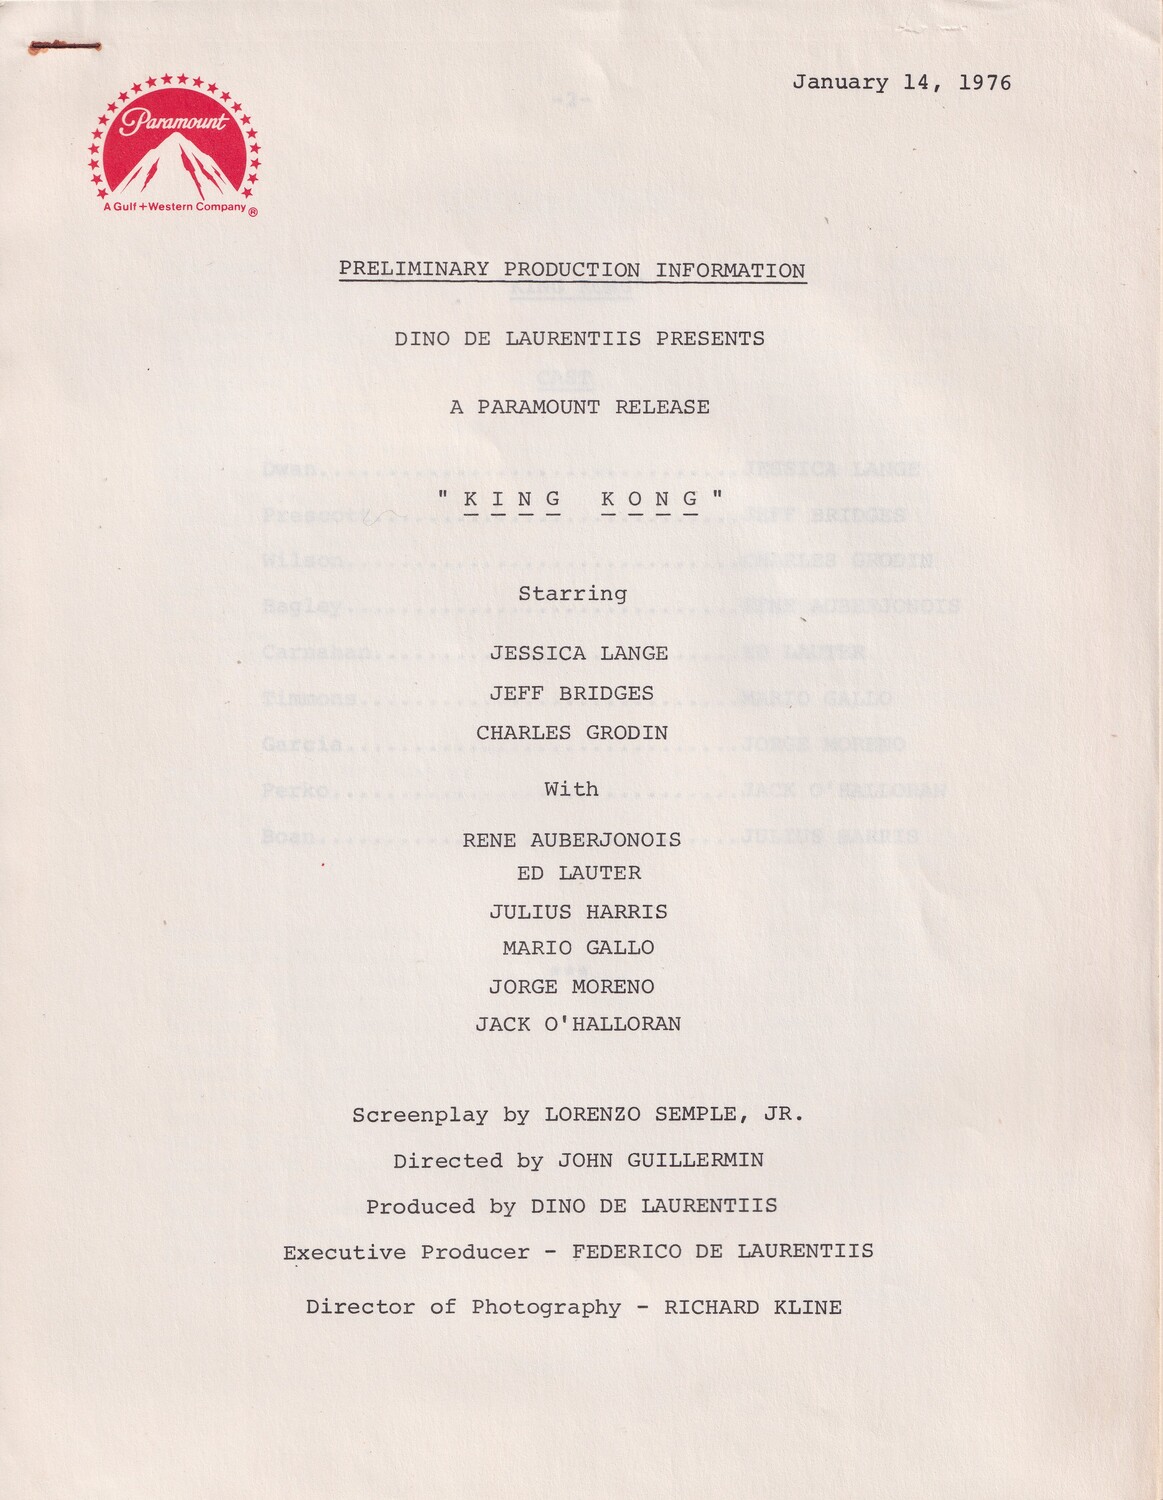 January 14, 1976
Paramount
A Gulf+Western Company ®
PRELIMINARY PRODUCTION INFORMATION
DINO DE LAURENTIIS PRESENTS
A PARAMOUNT RELEASE
"KING KONG"
Starring
JESSICA LANGE
JEFF BRIDGES
CHARLES GRODIN
With
RENE AUBERJONOIS
ED LAUTER
JULIUS HARRIS
MARIO GALLO
JORGE MORENO
JACK O'HALLORAN
Screenplay by LORENZO SEMPLE, JR.
Directed by JOHN GUILLERMIN
Produced by DINO DE LAURENTIIS
Executive Producer - FEDERICO DE LAURENTIIS
Director of Photography - RICHARD KLINE